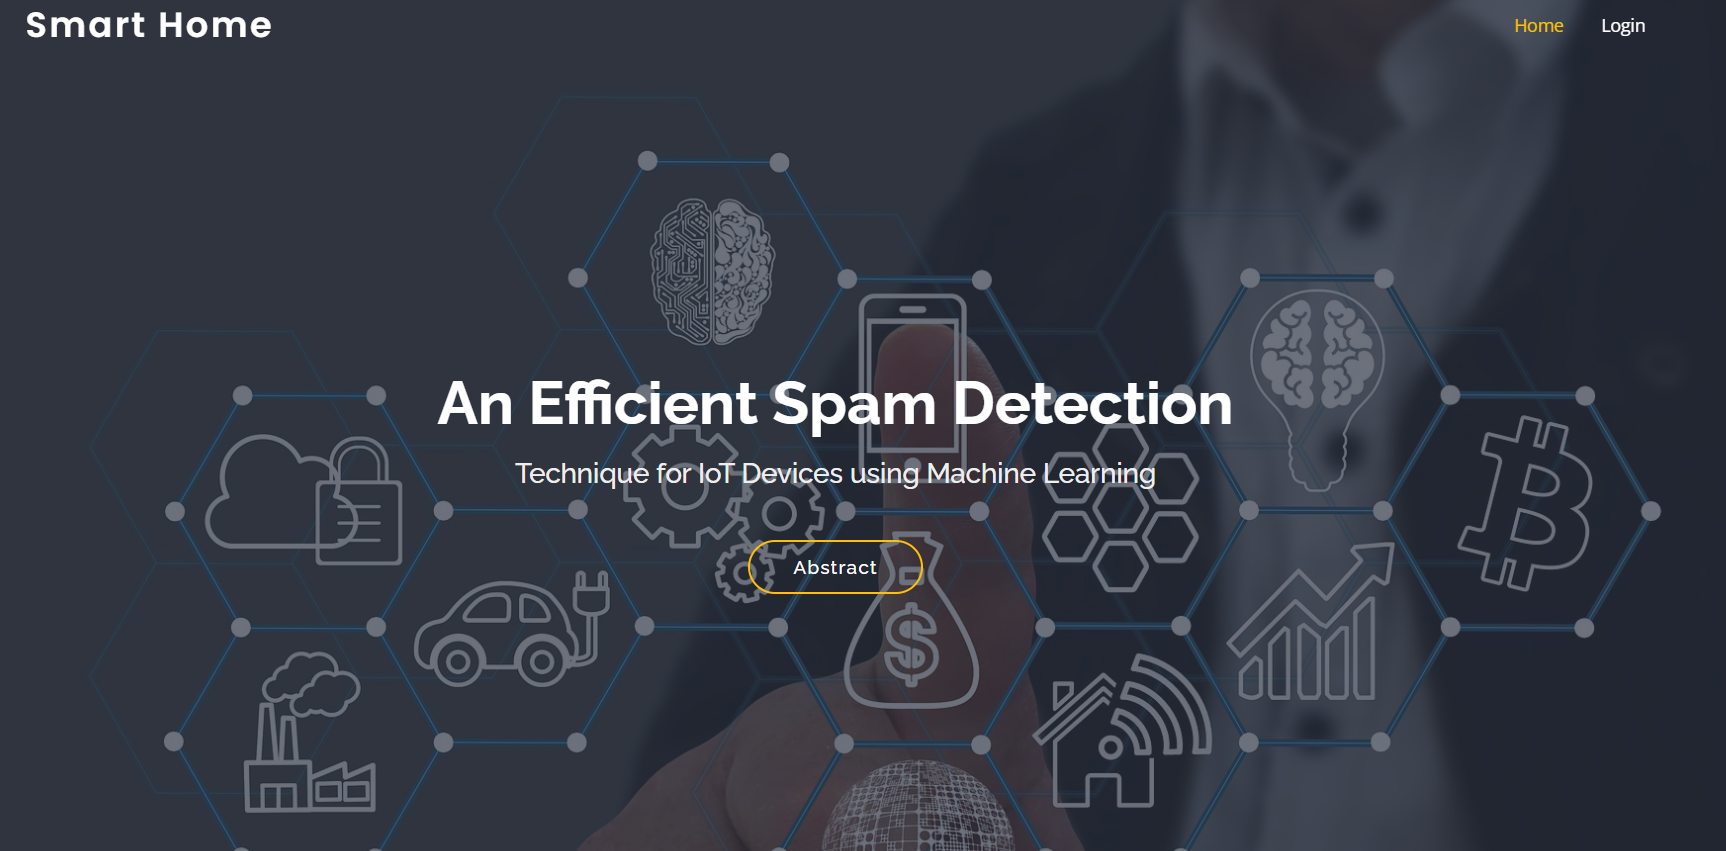 Smart Home
Home
Login
An Efficient Spam Detection
Technique for IoT Devices using Machine Learning
Abstract